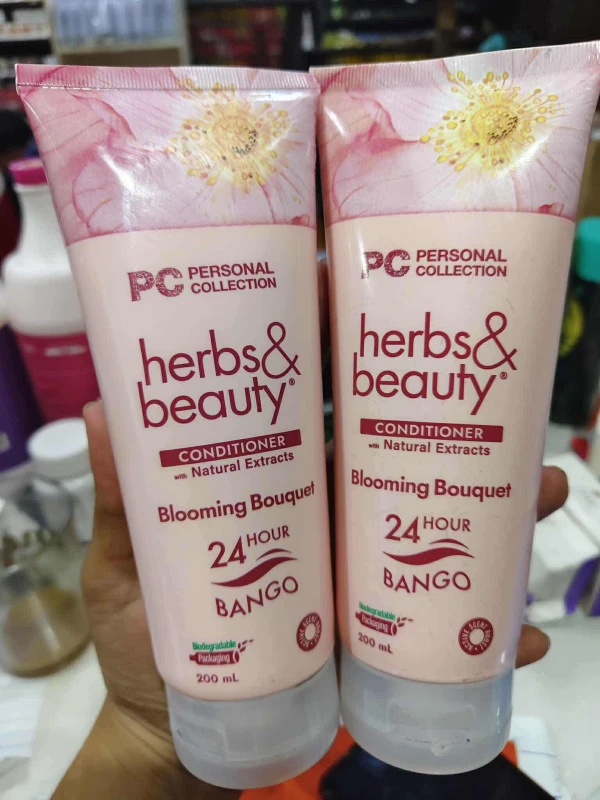 PC PERSONAL
COLLECTION
herbs&
beauty®
CONDITIONER
with Natural Extracts
Blooming Bouquet
24 HOUR
BANGO
Biodegradable
Packaging
200 mL
PC PERSONAL
COLLECTION
herbs&
beauty®
CONDITIONER
with Natural Extracts
Blooming Bouquet
24 HOUR
BANGO
Biodegradable
Packaging
200 mL